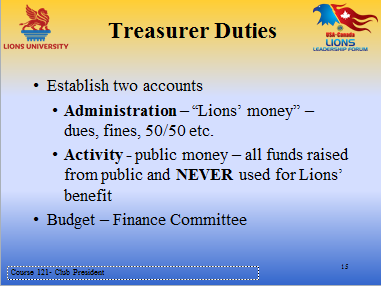 Treasurer Duties
LIONS UNIVERSITY
USA-Canada
LIONS
LEADERSHIP FORUM
• Establish two accounts
• Administration – “Lions’ money” –
dues, fines, 50/50 etc.
• Activity - public money – all funds raised
from public and NEVER used for Lions’
benefit
• Budget – Finance Committee
Course 121- Club President
15